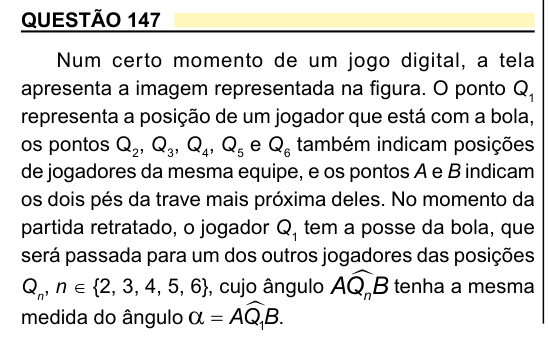 QUESTÃO 147
Num certo momento de um jogo digital, a tela
apresenta a imagem representada na figura. O ponto Q₁
representa a posição de um jogador que está com a bola,
os pontos Q₂, Q₃, Q₄, Q₅ e Q₆ também indicam posições
de jogadores da mesma equipe, e os pontos A e B indicam
os dois pés da trave mais próxima deles. No momento da
partida retratado, o jogador Q₁ tem a posse da bola, que
será passada para um dos outros jogadores das posições
Qₙ, n ∈ {2, 3, 4, 5, 6}, cujo ângulo AQ̂ₙB tenha a mesma
medida do ângulo α = AQ̂₁B.